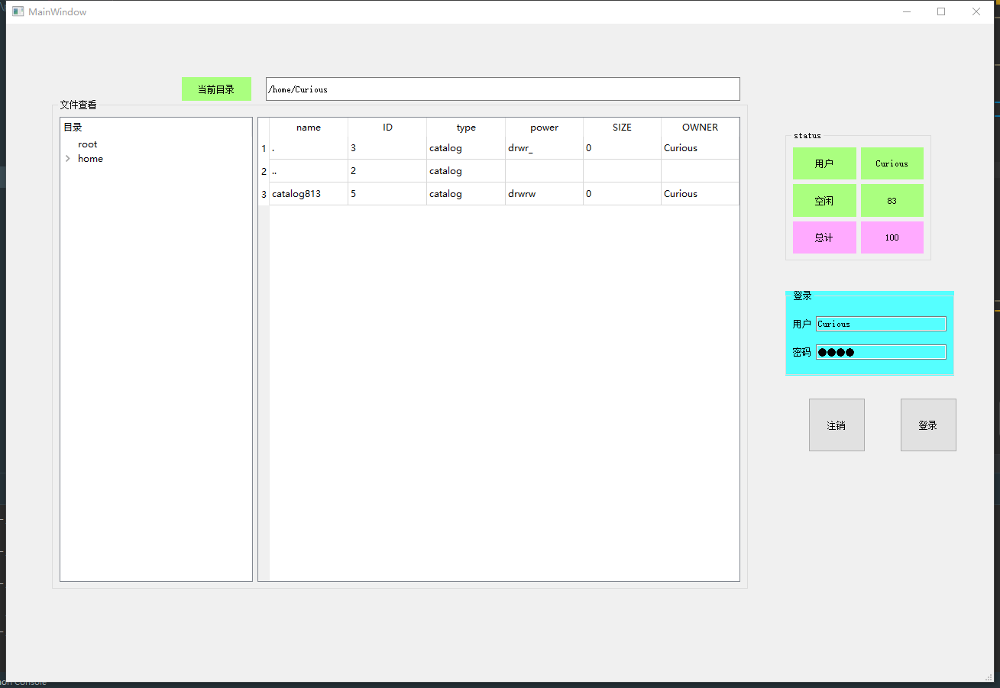 MainWindow
当前目录 /home/Curious
文件查看
目录
root
home
name ID type power SIZE OWNER
1 . 3 catalog drwr_ 0 Curious
2 .. 2 catalog
3 catalog813 5 catalog drwrw 0 Curious
status
用户 Curious
空闲 83
总计 100
登录
用户 Curious
密码 ●●●●
注销 登录
Console